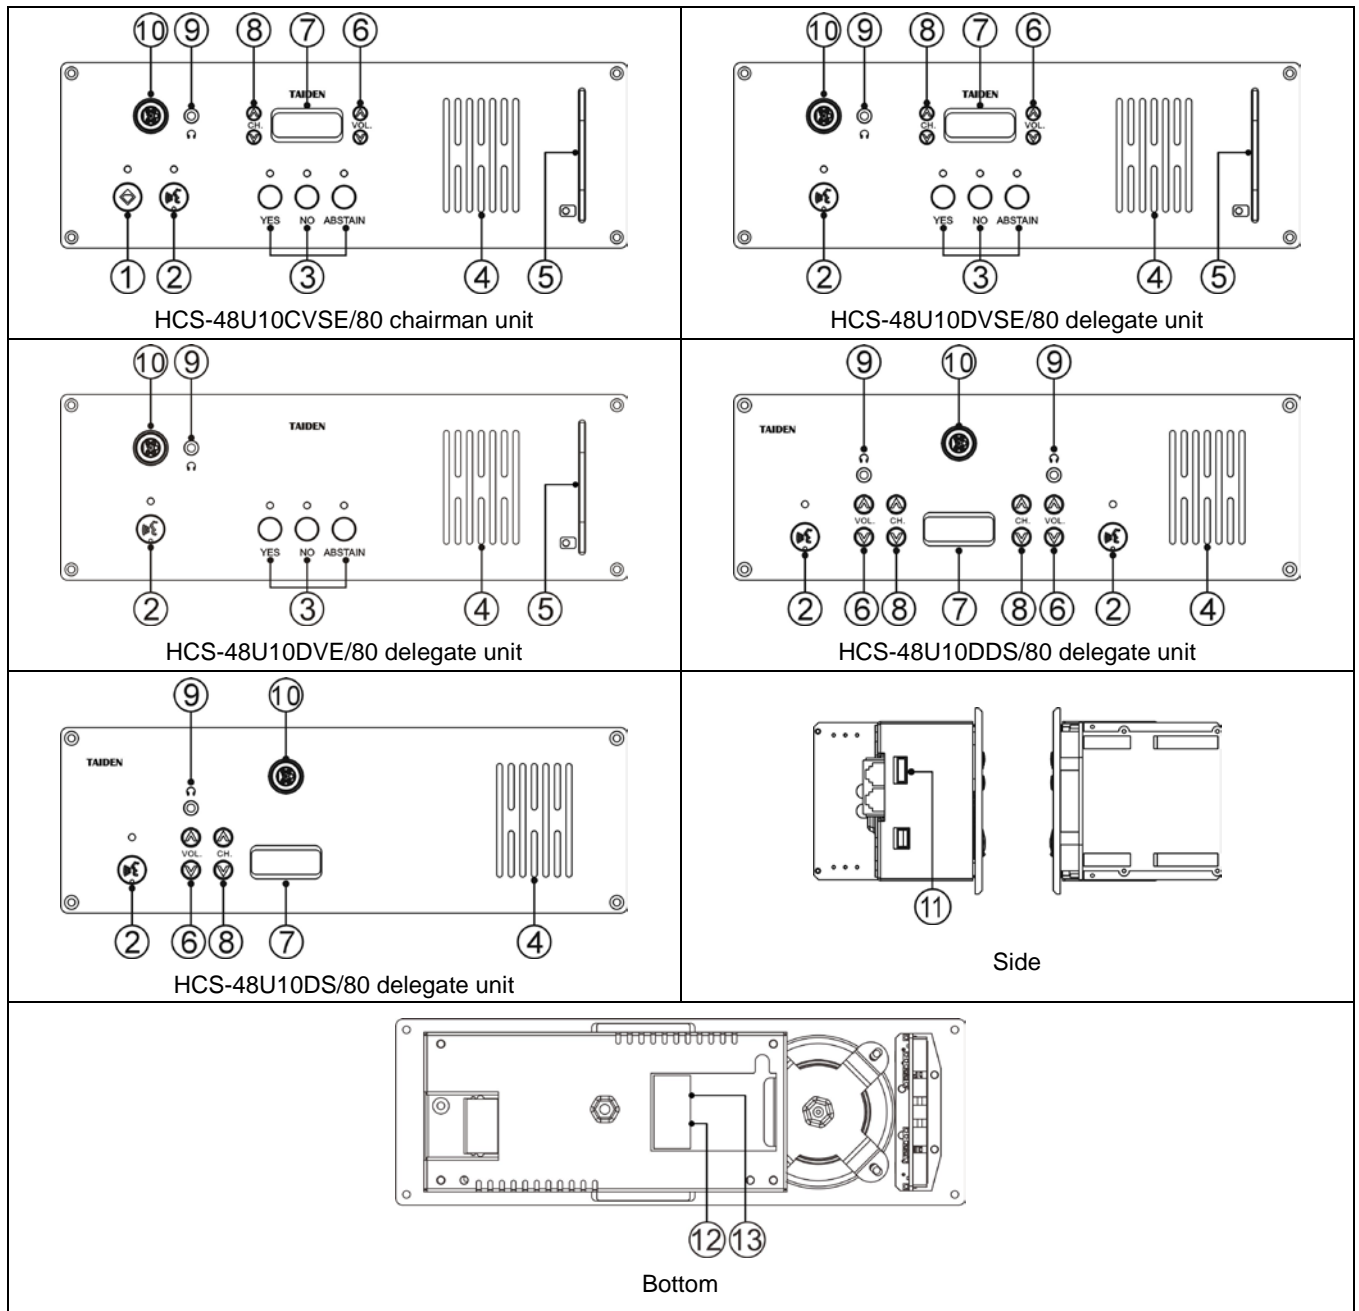 10 9 8 7 6
TAIDEN
CH. VOL.
YES NO ABSTAIN
5
1 2 3 4 5
HCS-48U10CVSE/80 chairman unit
10 9 8 7 6
TAIDEN
CH. VOL.
YES NO ABSTAIN
2 3 4 5
HCS-48U10DVSE/80 delegate unit
10 9
TAIDEN
5
YES NO ABSTAIN
2 3 4 5
HCS-48U10DVE/80 delegate unit
9 10 9
TAIDEN
VOL. CH. CH. VOL.
2 6 8 7 8 6 2 4
HCS-48U10DDS/80 delegate unit
9 10
TAIDEN
VOL. CH.
2 6 8 7 4
HCS-48U10DS/80 delegate unit
11
Side
12 13
Bottom